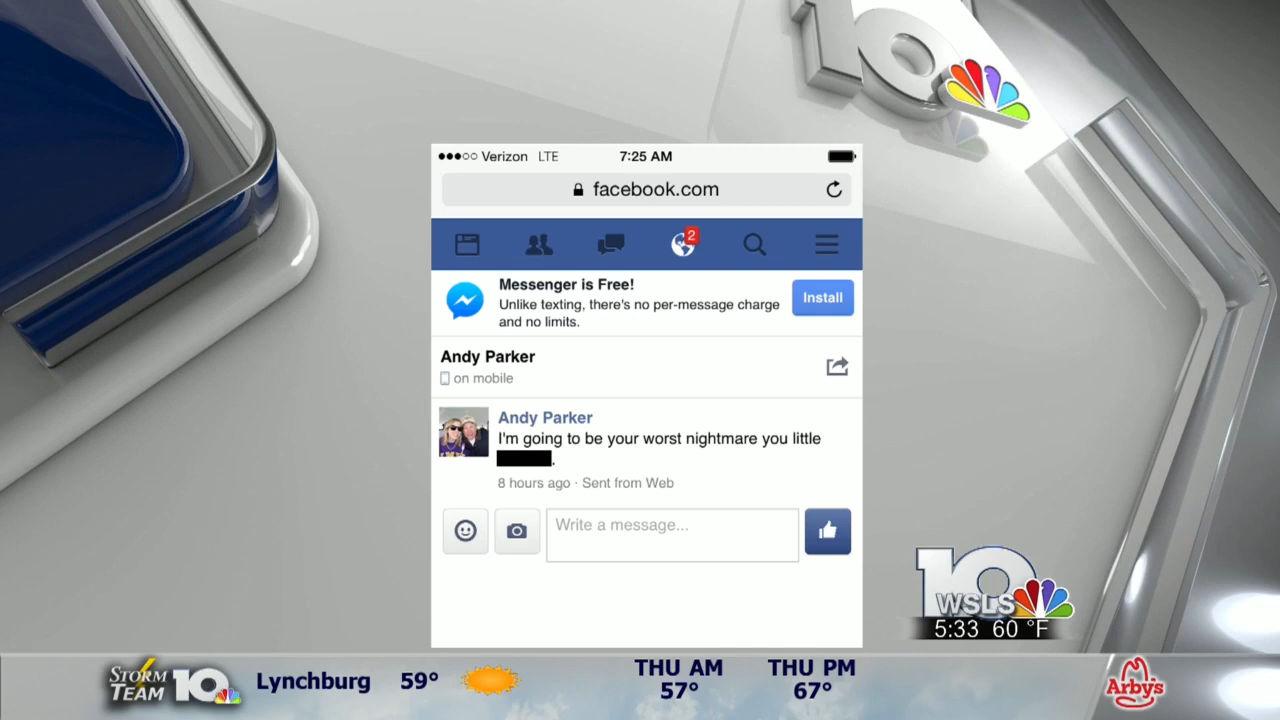 10
Verizon LTE 7:25 AM
facebook.com
2
Messenger is Free!
Unlike texting, there's no per-message charge
and no limits.
Install
Andy Parker
on mobile
Andy Parker
I'm going to be your worst nightmare you little
.
8 hours ago · Sent from Web
Write a message...
10
WSLS
5:33 60 °F
STORM
TEAM 10
Lynchburg 59°
THU AM
57°
THU PM
67°
Arby's